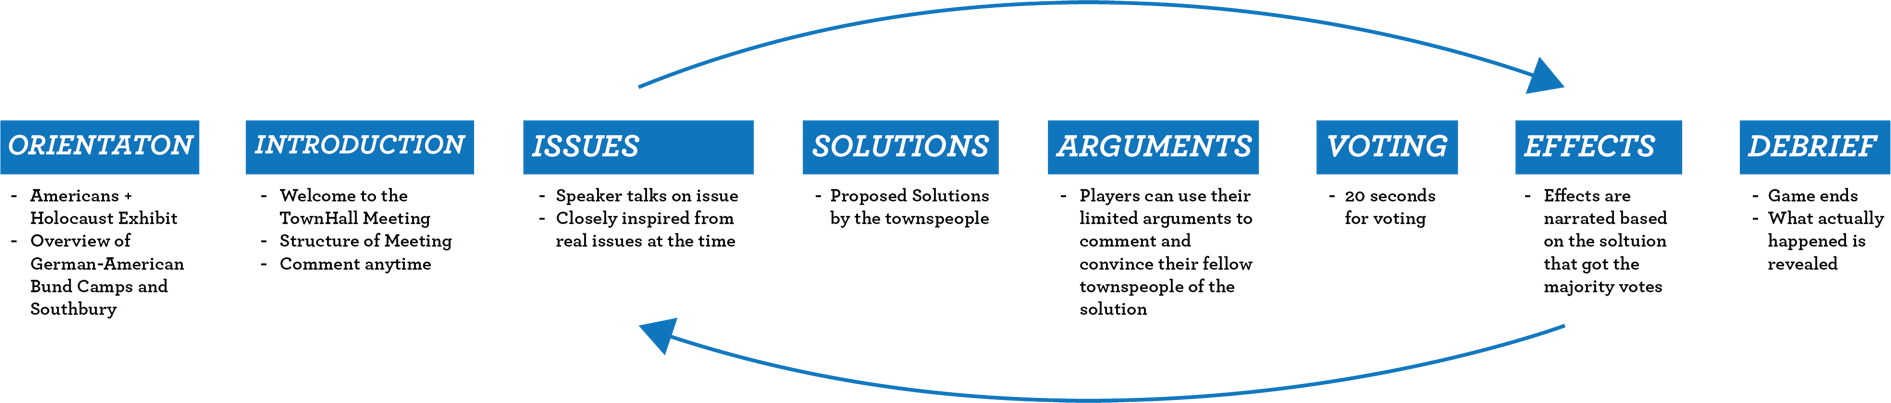 ORIENTATON
- Americans +
Holocaust Exhibit
- Overview of
German-American
Bund Camps and
Southbury
INTRODUCTION
- Welcome to the
TownHall Meeting
- Structure of Meeting
- Comment anytime
ISSUES
- Speaker talks on issue
- Closely inspired from
real issues at the time
SOLUTIONS
- Proposed Solutions
by the townspeople
ARGUMENTS
- Players can use their
limited arguments to
comment and
convince their fellow
townspeople of the
solution
VOTING
- 20 seconds
for voting
EFFECTS
- Effects are
narrated based
on the soltuion
that got the
majority votes
DEBRIEF
- Game ends
- What actually
happened is
revealed